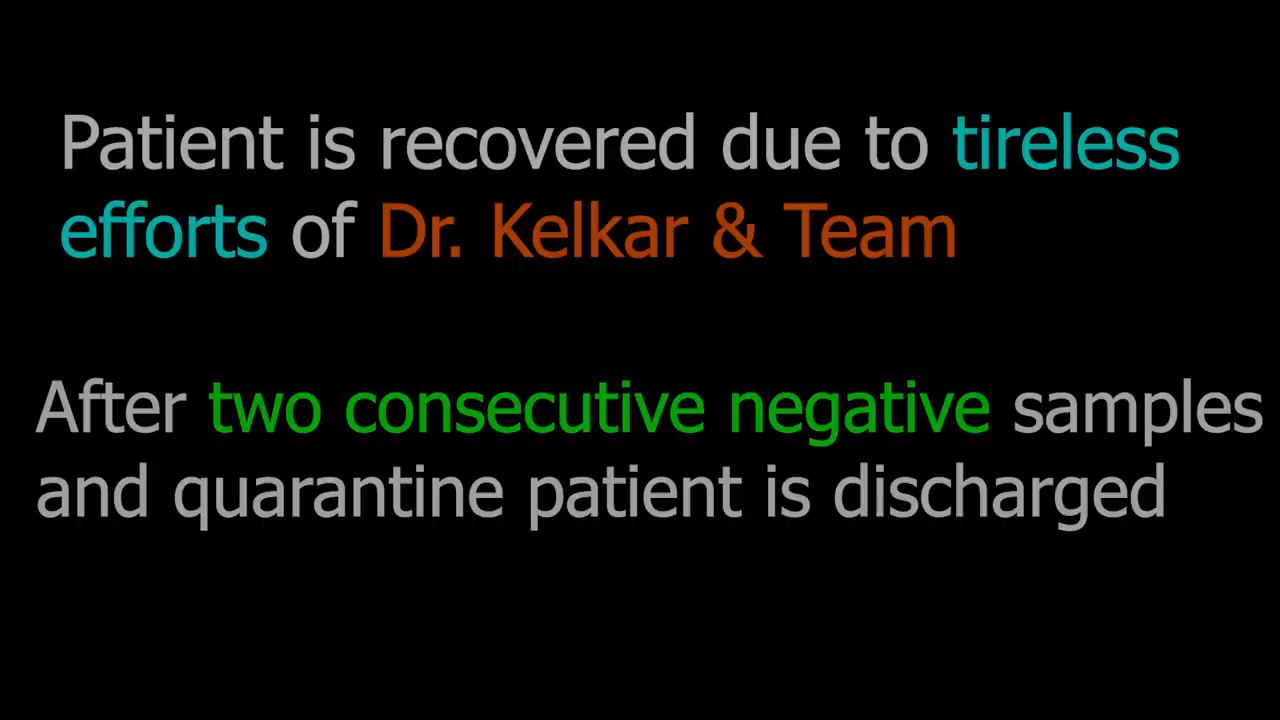 Patient is recovered due to tireless
efforts of Dr. Kelkar & Team
After two consecutive negative samples
and quarantine patient is discharged